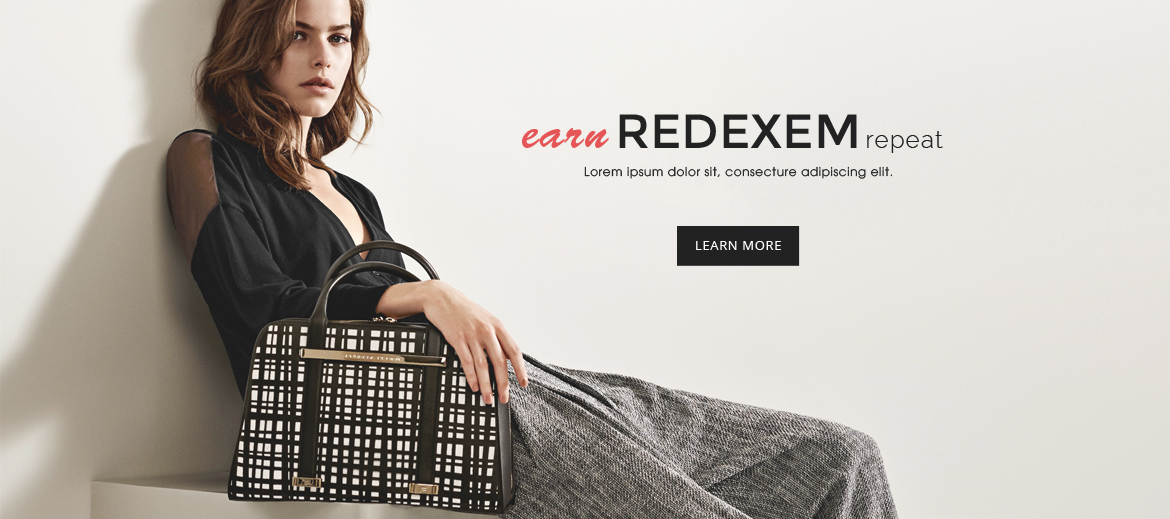 earn REDEXEM repeat
Lorem ipsum dolor sit, consecture adipiscing elit.
LEARN MORE